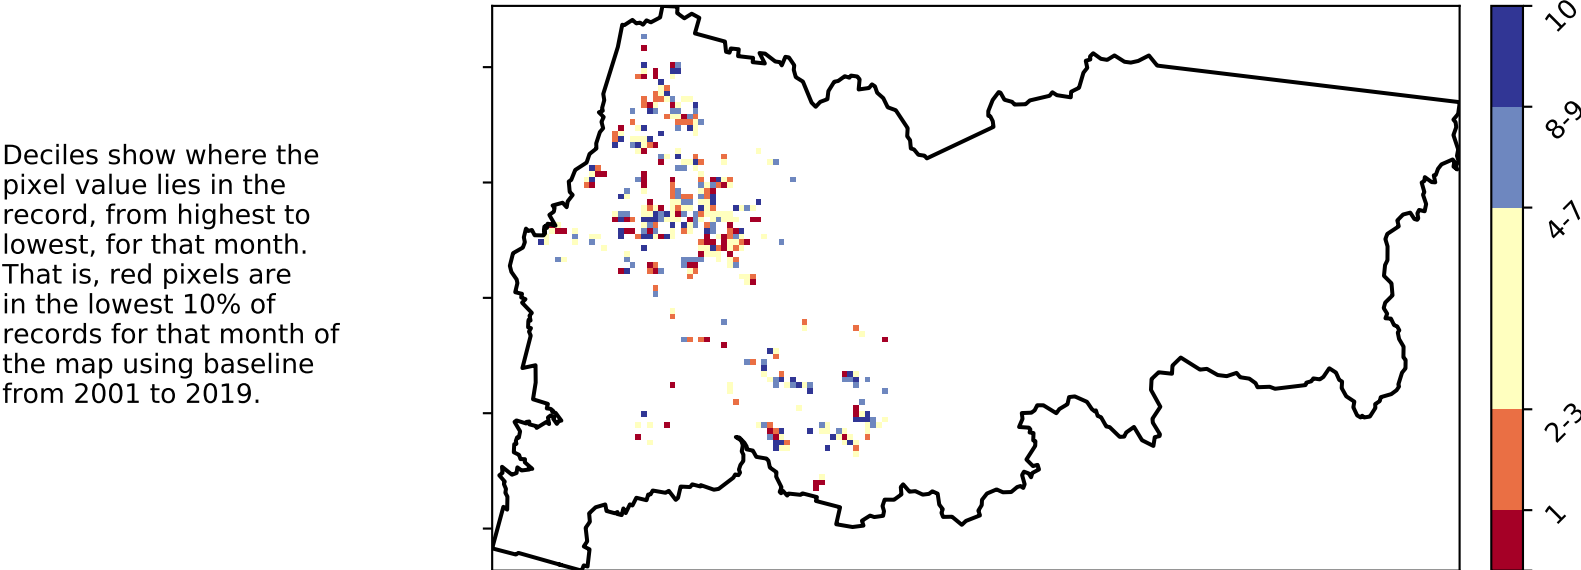 Deciles show where the
pixel value lies in the
record, from highest to
lowest, for that month.
That is, red pixels are
in the lowest 10% of
records for that month of
the map using baseline
from 2001 to 2019.
10
8-9
4-7
2-3
1